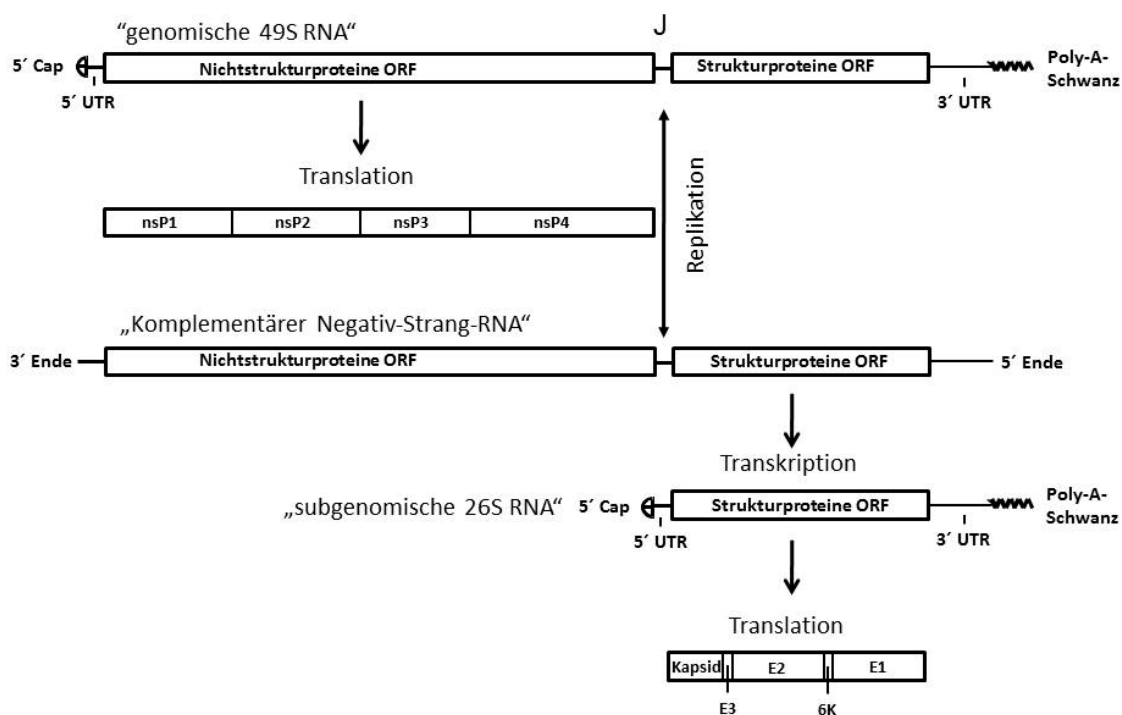 “genomische 49S RNA“
J
5´ Cap
Nichtstrukturproteine ORF
Strukturproteine ORF
Poly-A-
Schwanz
5´ UTR
3´ UTR
Translation
Replikation
nsP1
nsP2
nsP3
nsP4
„Komplementärer Negativ-Strang-RNA“
3´ Ende
Nichtstrukturproteine ORF
Strukturproteine ORF
5´ Ende
Transkription
„subgenomische 26S RNA“
5´ Cap
Strukturproteine ORF
Poly-A-
Schwanz
5´ UTR
3´ UTR
Translation
Kapsid
E2
E1
E3
6K